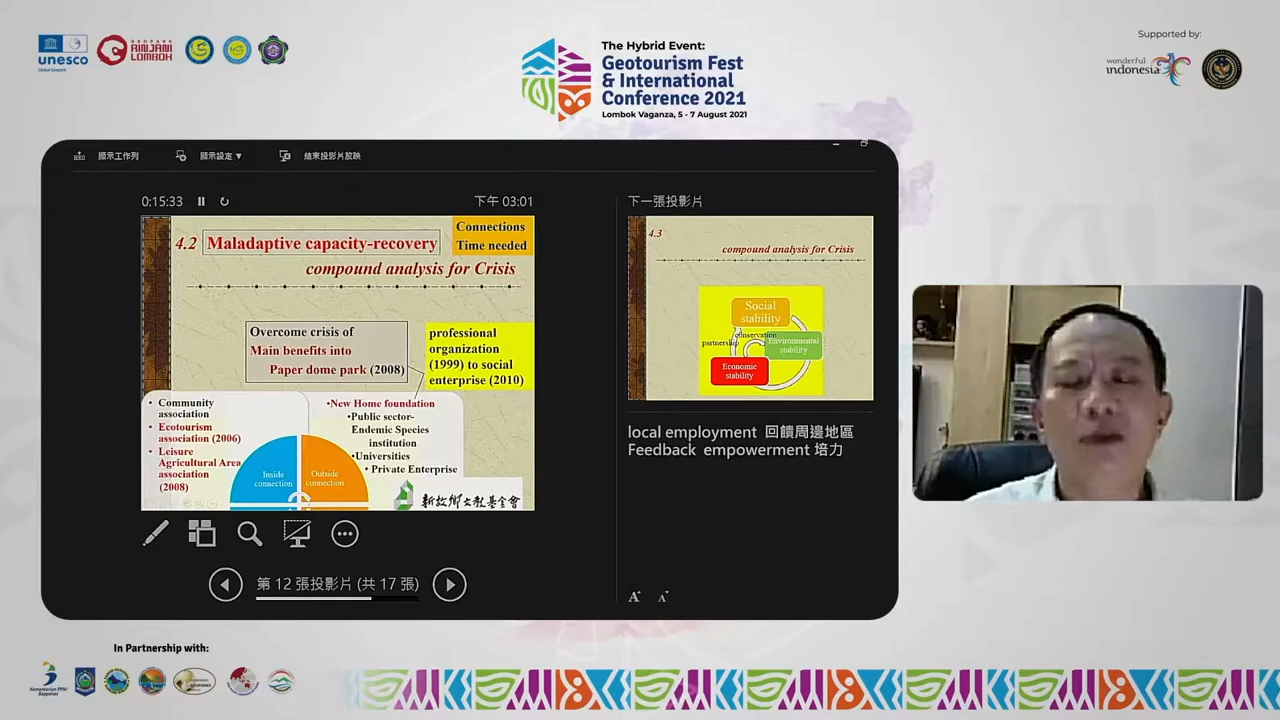 unesco
Global Geopark
GEOPARK
RINJANI
LOMBOK
The Hybrid Event:
Geotourism Fest
& International
Conference 2021
Lombok Vaganza, 5 - 7 August 2021
Supported by:
wonderful
indonesia
顯示工作列
顯示設定 ▼
結束投影片放映
0:15:33
下午 03:01
4.2 Maladaptive capacity-recovery
compound analysis for Crisis
Connections
Time needed
Overcome crisis of
Main benefits into
Paper dome park (2008)
professional
organization
(1999) to social
enterprise (2010)
• Community
association
• Ecotourism
association (2006)
• Leisure
Agricultural Area
association
(2008)
•New Home foundation
•Public sector-
Endemic Species
institution
•Universities
• Private Enterprise
Inside
connection
Outside
connection
新故鄉文教基金會
第 12 張投影片 (共 17 張)
下一張投影片
4.3
compound analysis for Crisis
Social
stability
conservation
partnership
Environmental
stability
Economic
stability
local employment 回饋周邊地區
Feedback empowerment 培力
A A
In Partnership with:
Kementerian PPN/
Bappenas